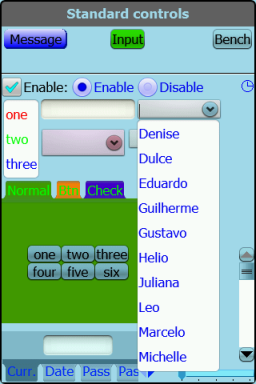 Standard controls
Message Input Bench
Enable: Enable Disable
one
two
three
Denise
Dulce
Eduardo
Guilherme
Gustavo
Helio
Juliana
Leo
Marcelo
Michelle
Normal Check
one two three
four five six
Curr. Date Pass Pas